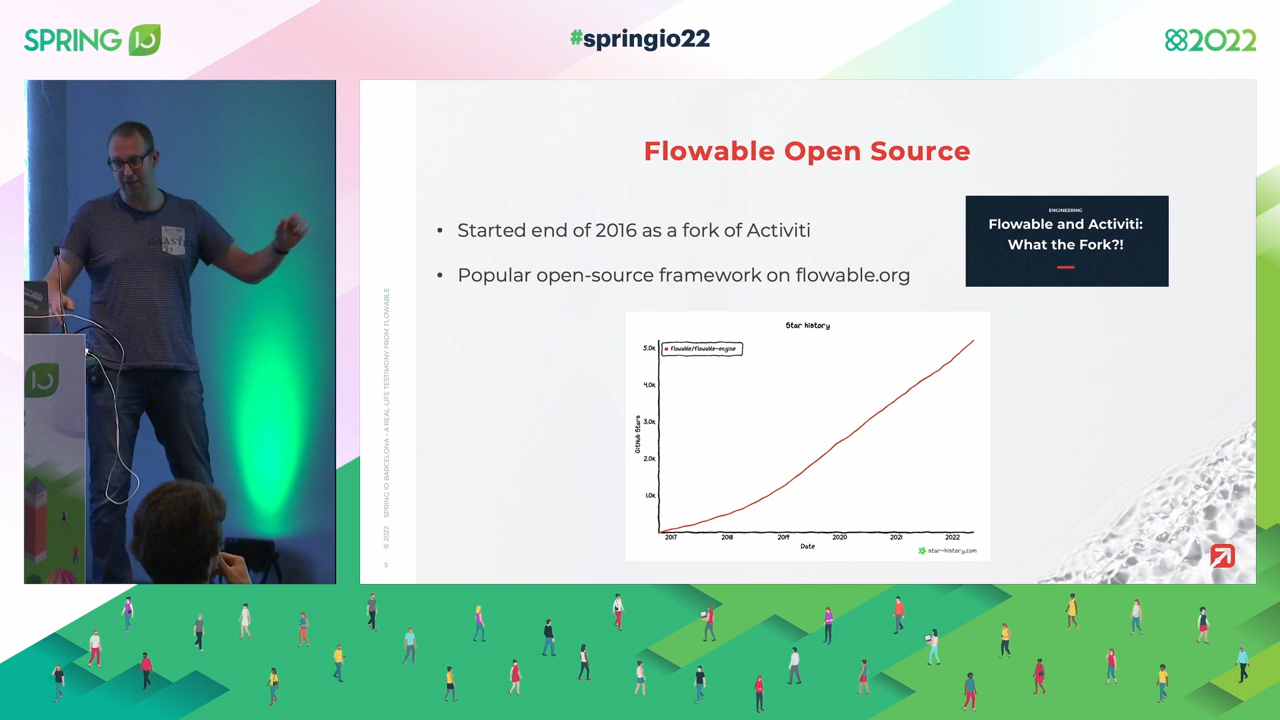 SPRING IO
#springio22
2022
Flowable Open Source
• Started end of 2016 as a fork of Activiti
• Popular open-source framework on flowable.org
ENGINEERING
Flowable and Activiti:
What the Fork?!
Star history
flowable/flowable-engine
5.0k
4.0k
3.0k
2.0k
1.0k
GitHub Stars
2017 2018 2019 2020 2021 2022
Date
star-history.com
© 2022 SPRING IO BARCELONA - A REAL-LIFE TESTIMONY FROM FLOWABLE
5
IO